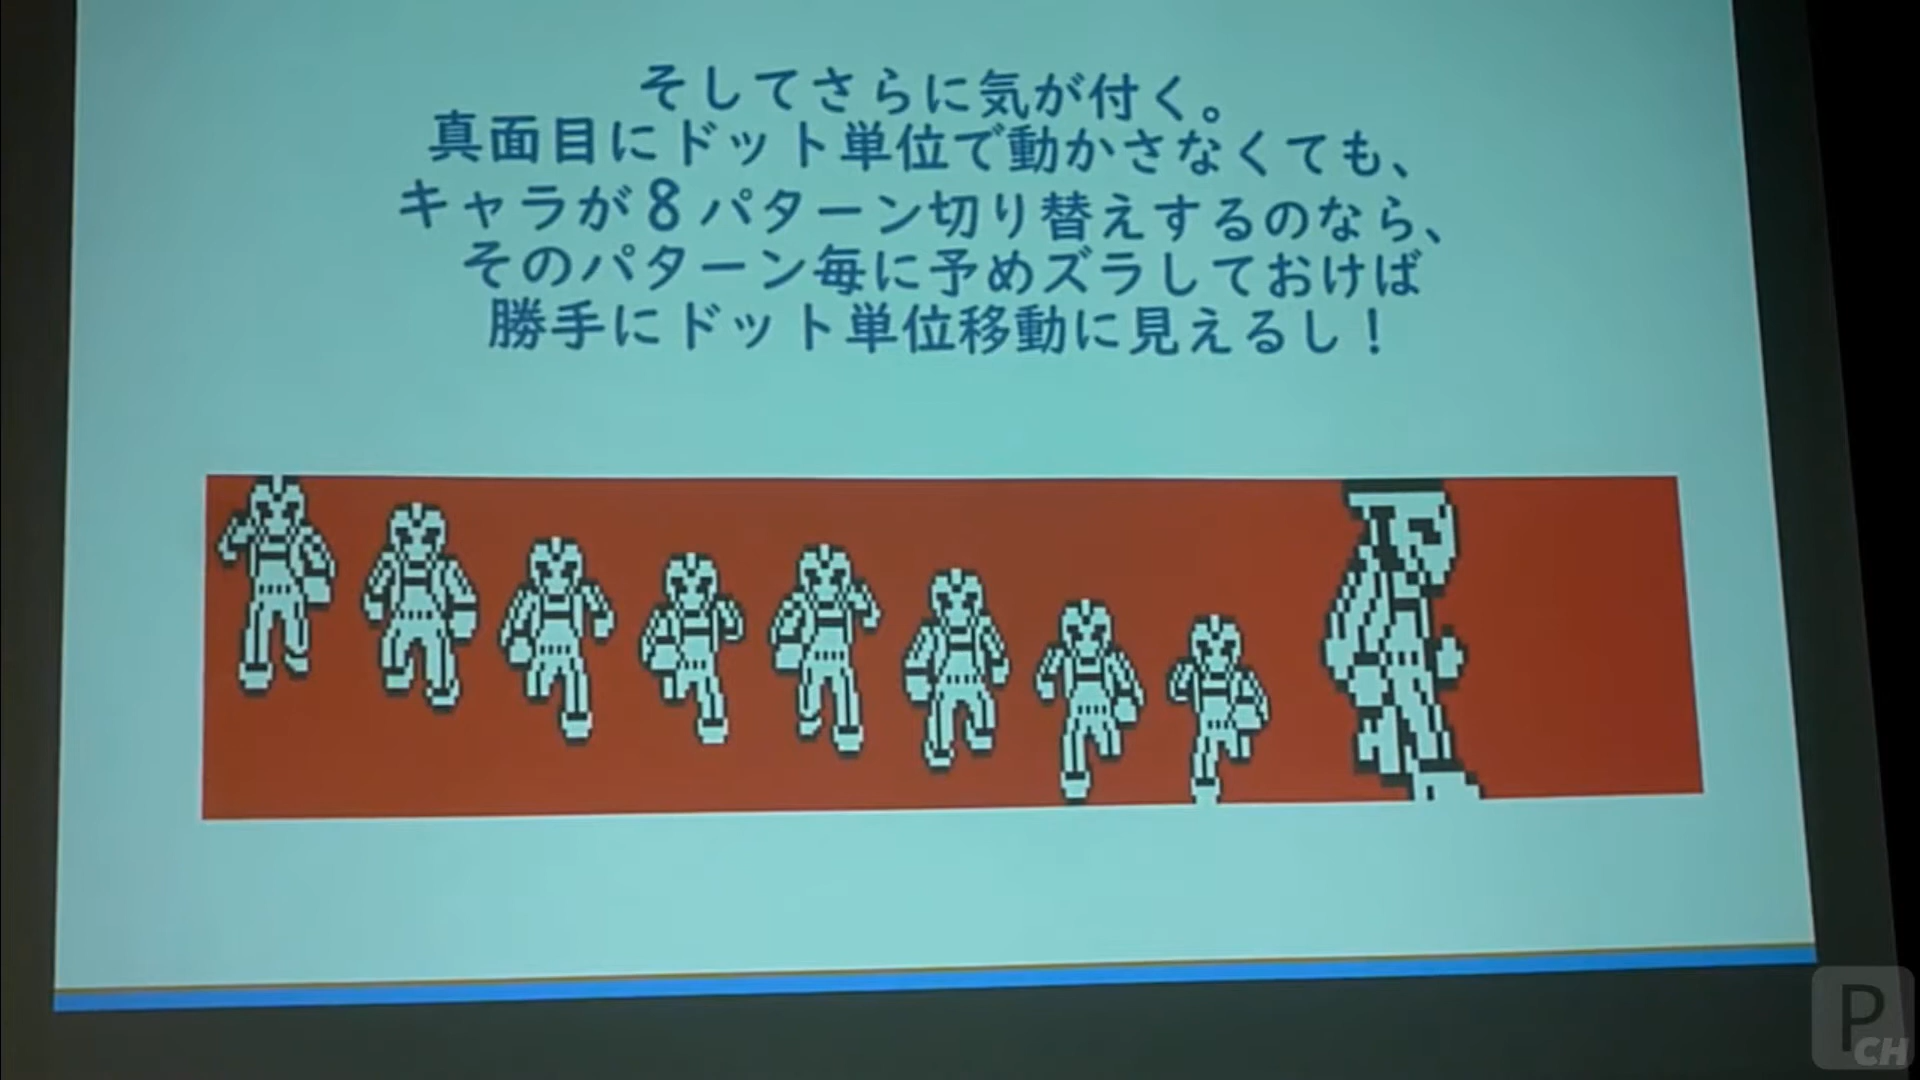 そしてさらに気が付く。
真面目にドット単位で動かさなくても、
キャラが8パターン切り替えするのなら、
そのパターン毎に予めズラしておけば
勝手にドット単位移動に見えるし！
P
CH